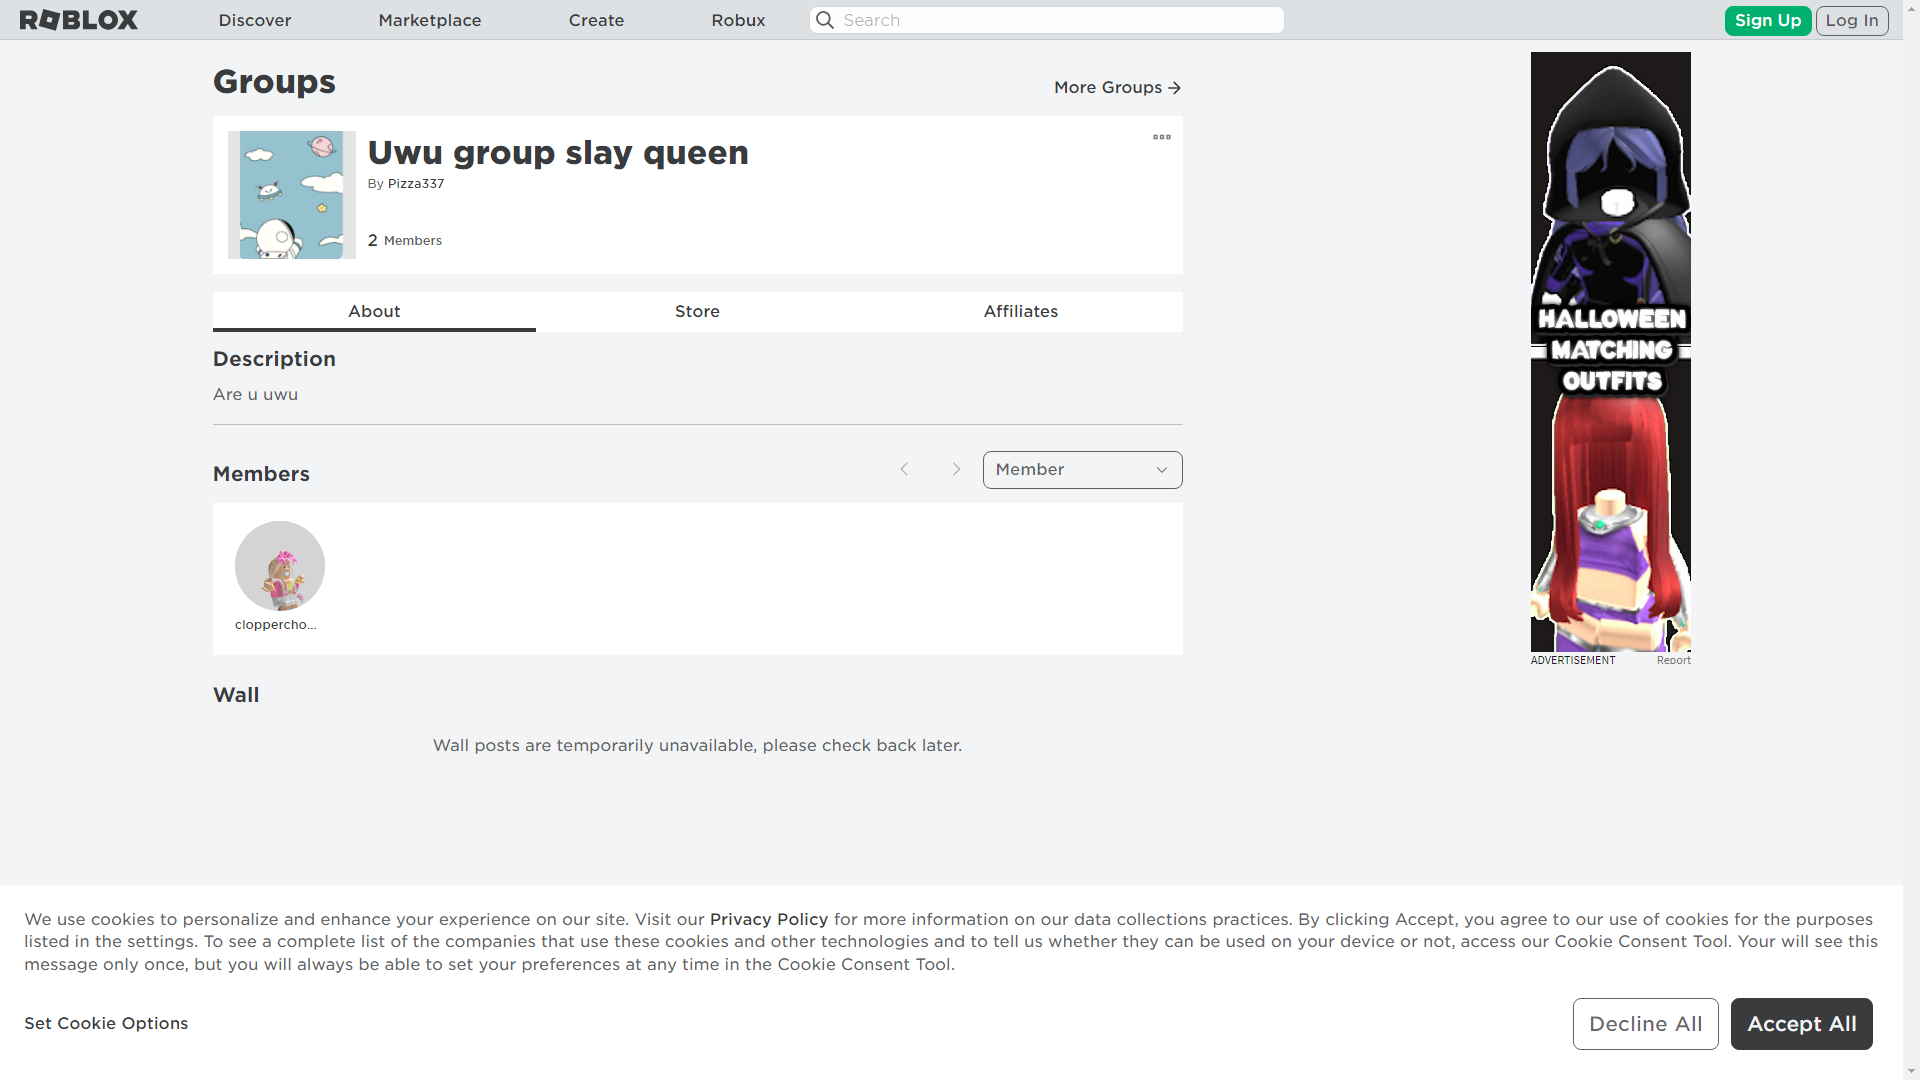 ROBLOX
Discover
Marketplace
Create
Robux
Search
Sign Up
Log In
Groups
More Groups
Uwu group slay queen
By Pizza337
2 Members
About
Store
Affiliates
Description
Are u uwu
Members
Member
cloppercho...
Wall
Wall posts are temporarily unavailable, please check back later.
HALLOWEEN
MATCHING
OUTFITS
ADVERTISEMENT
Report
We use cookies to personalize and enhance your experience on our site. Visit our Privacy Policy for more information on our data collections practices. By clicking Accept, you agree to our use of cookies for the purposes
listed in the settings. To see a complete list of the companies that use these cookies and other technologies and to tell us whether they can be used on your device or not, access our Cookie Consent Tool. Your will see this
message only once, but you will always be able to set your preferences at any time in the Cookie Consent Tool.
Set Cookie Options
Decline All
Accept All